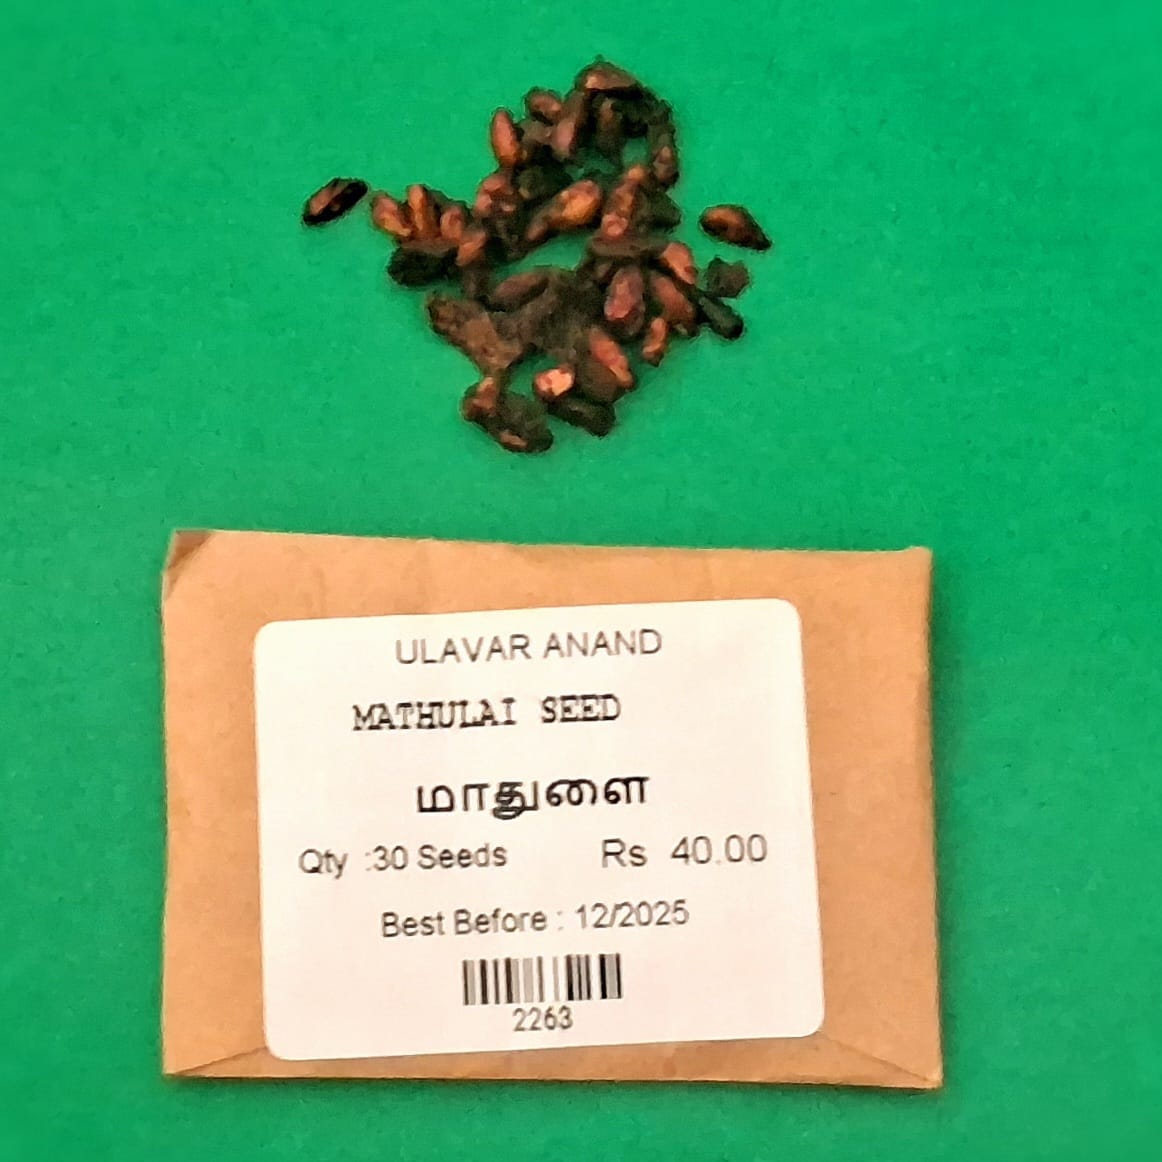 ULAVAR ANAND
MATHULAI SEED
மாதுளை
Qty :30 Seeds Rs 40.00
Best Before : 12/2025
2263